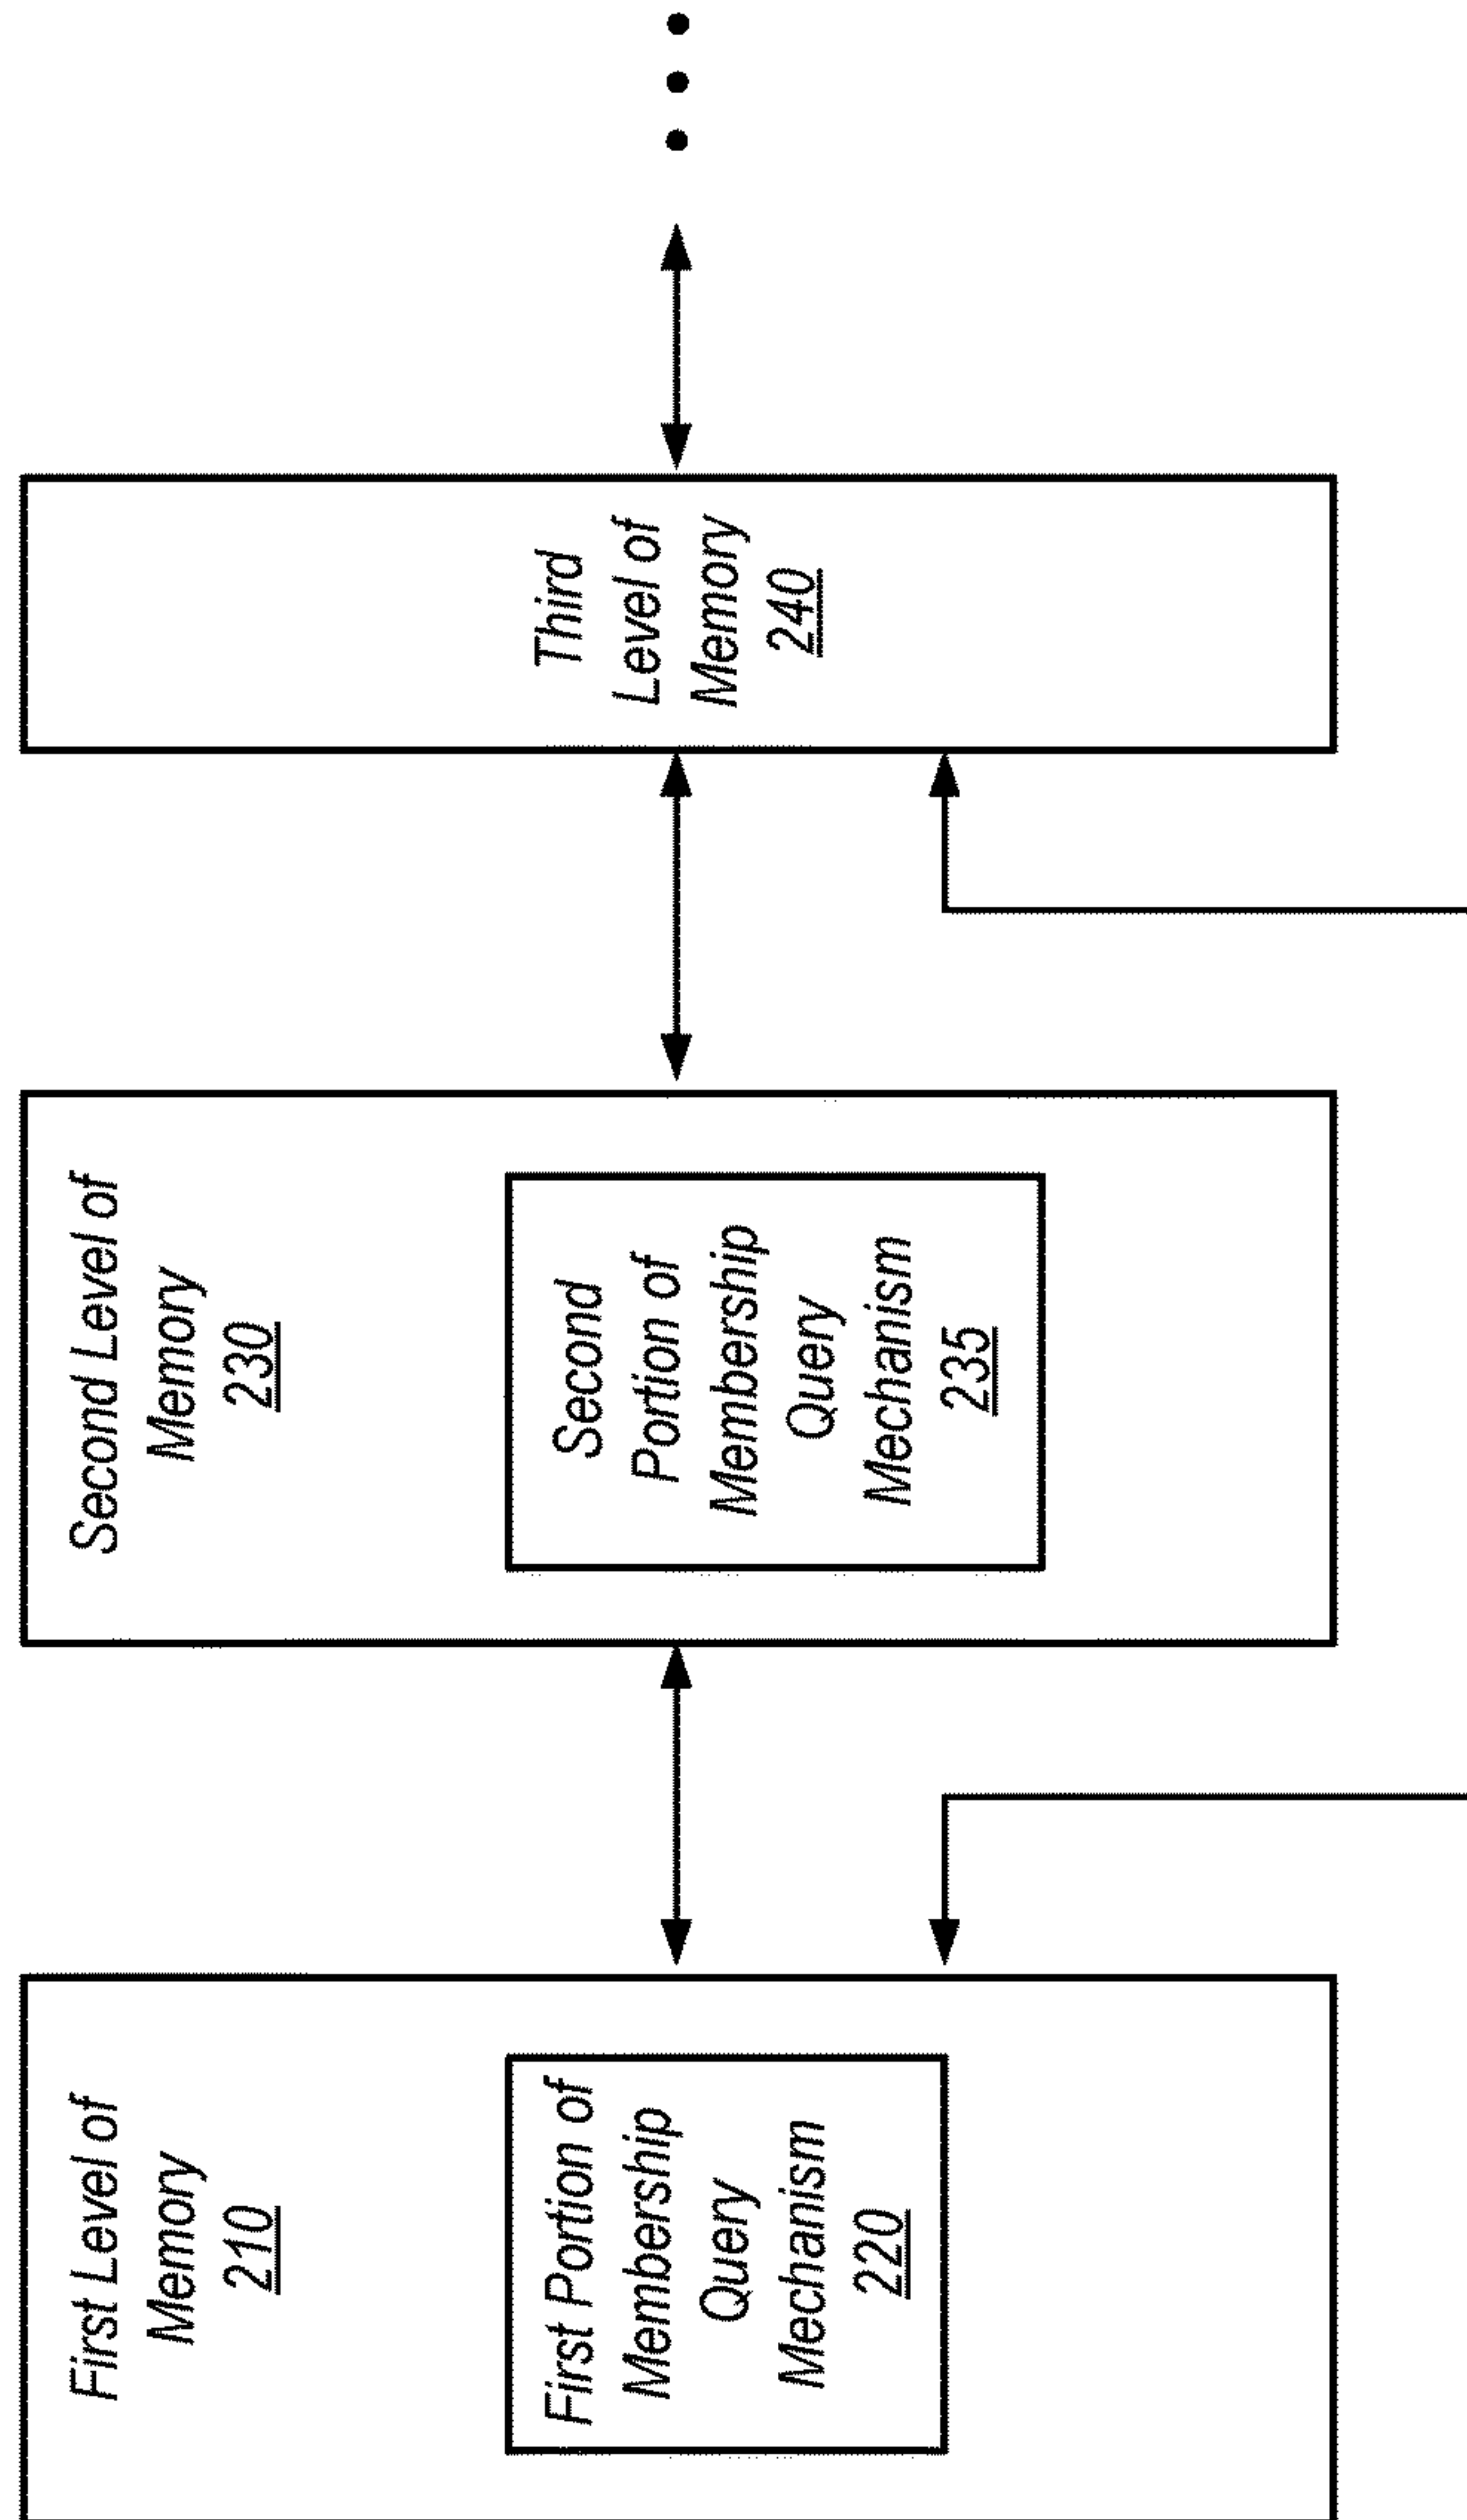 First Level of
Memory
210
First Portion of
Membership
Query
Mechanism
220
Second Level of
Memory
230
Second
Portion of
Membership
Query
Mechanism
235
Third
Level of
Memory
240